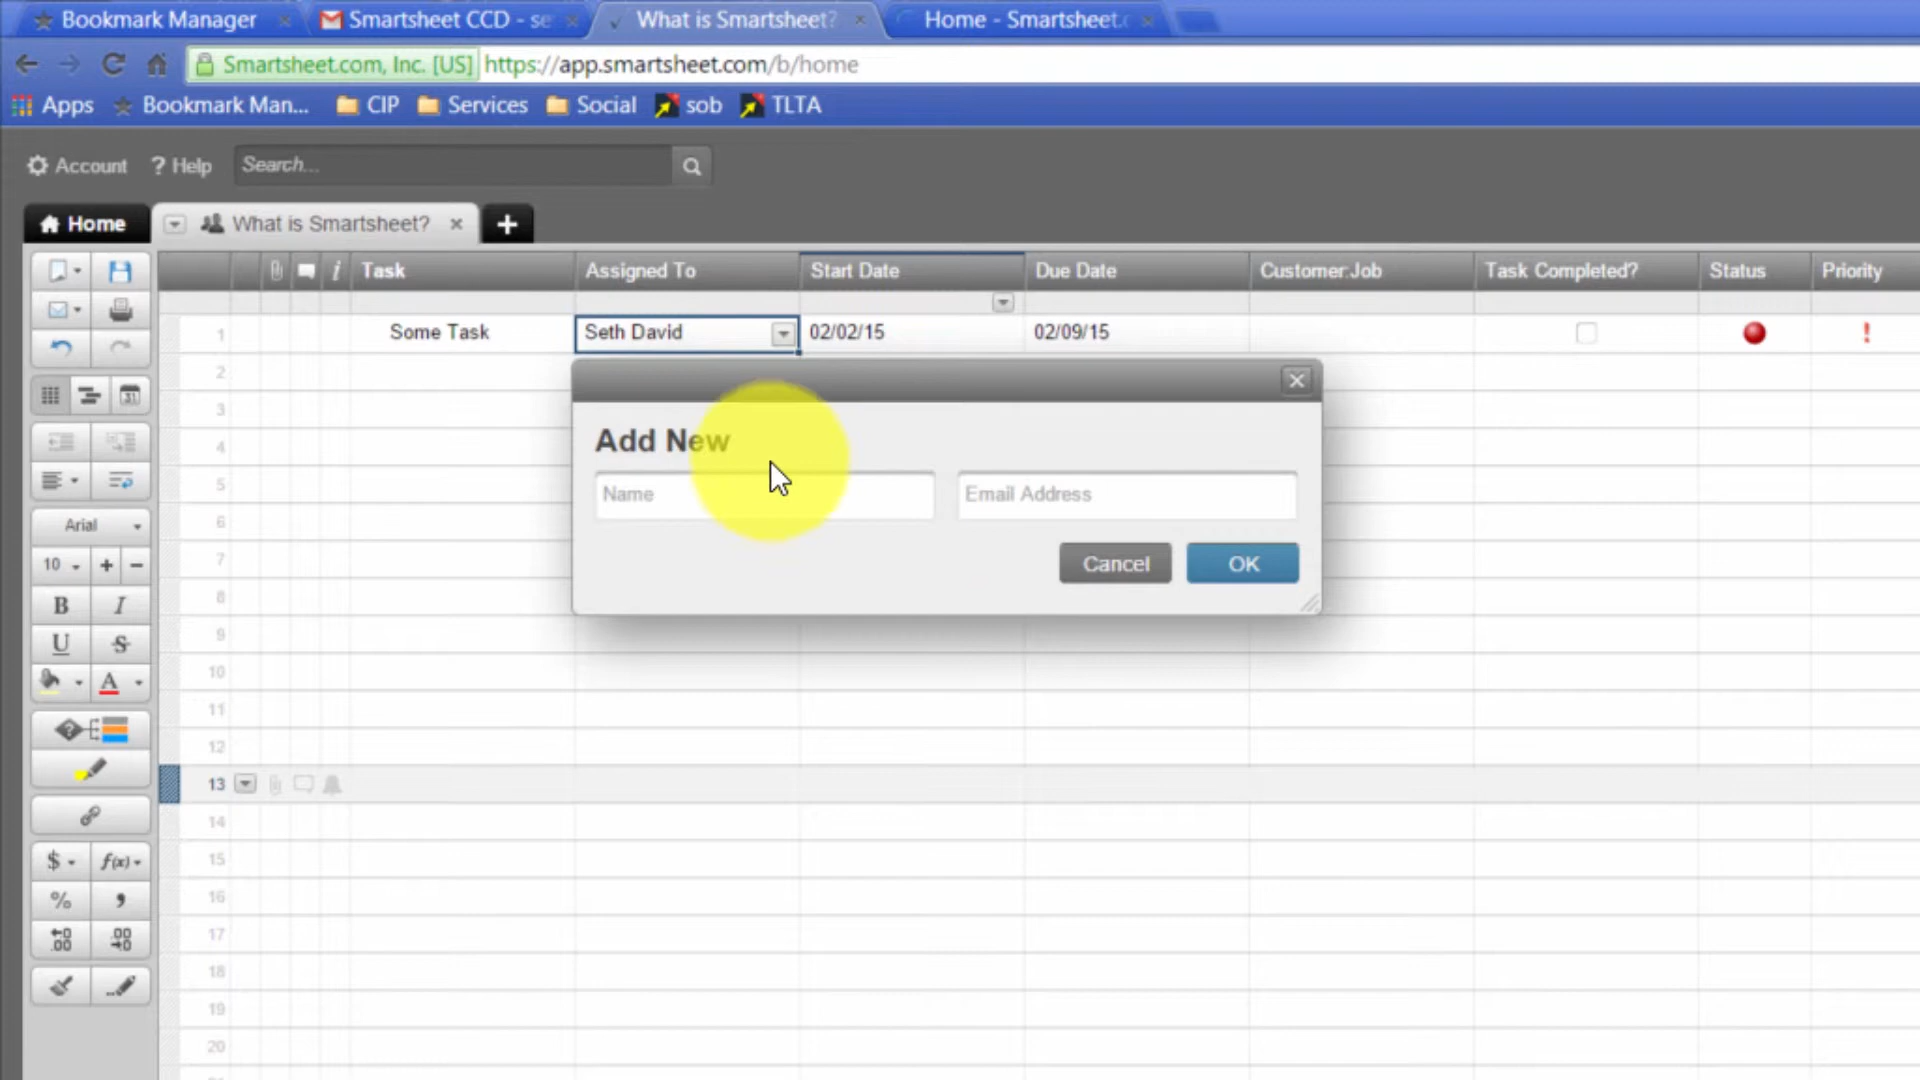 Bookmark Manager
Smartsheet CCD - se
What is Smartsheet?
Home - Smartsheet.c
Smartsheet.com, Inc. [US] https://app.smartsheet.com/b/home
Apps Bookmark Man... CIP Services Social sob TLTA
Account ? Help Search...
Home What is Smartsheet? +
i Task Assigned To Start Date Due Date Customer:Job Task Completed? Status Priority
1 Some Task Seth David 02/02/15 02/09/15 !
2
3
4
5
6
7
8
9
10
11
12
13
14
15
16
17
18
19
20
Add New
Name Email Address
Cancel OK
31
Arial
10 + −
B I
U S
A
$ f(x)
% ,
.00 .00